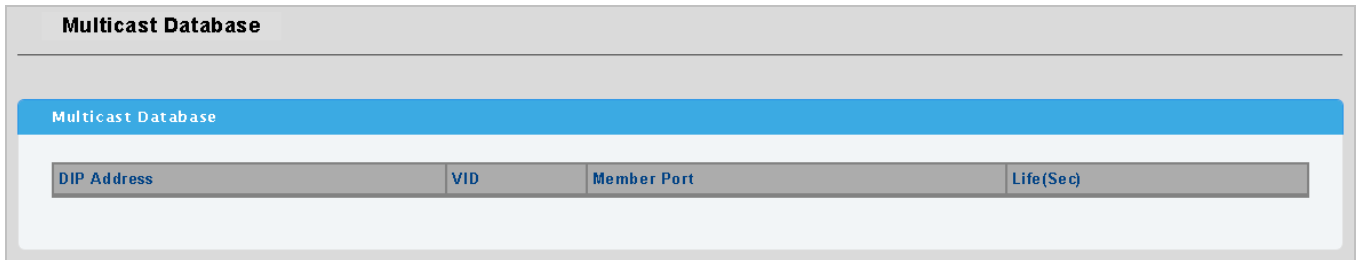 Multicast Database
Multicast Database
DIP Address VID Member Port Life(Sec)